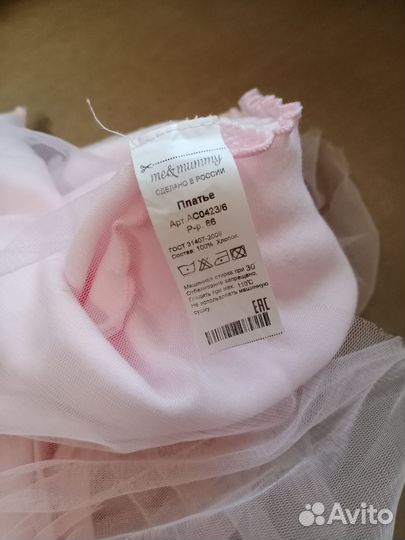 me&mummy
СДЕЛАНО В РОССИИ
Платье
Арт.АС0423/6
Р-р. 86
ГОСТ 31407-2009
Состав: 100% Хлопок.
Машинная стирка при 30
Отбеливание запрещено,
Гладить при мах. 110°С
Не использовать машинную
сушку.
EAC
Avito